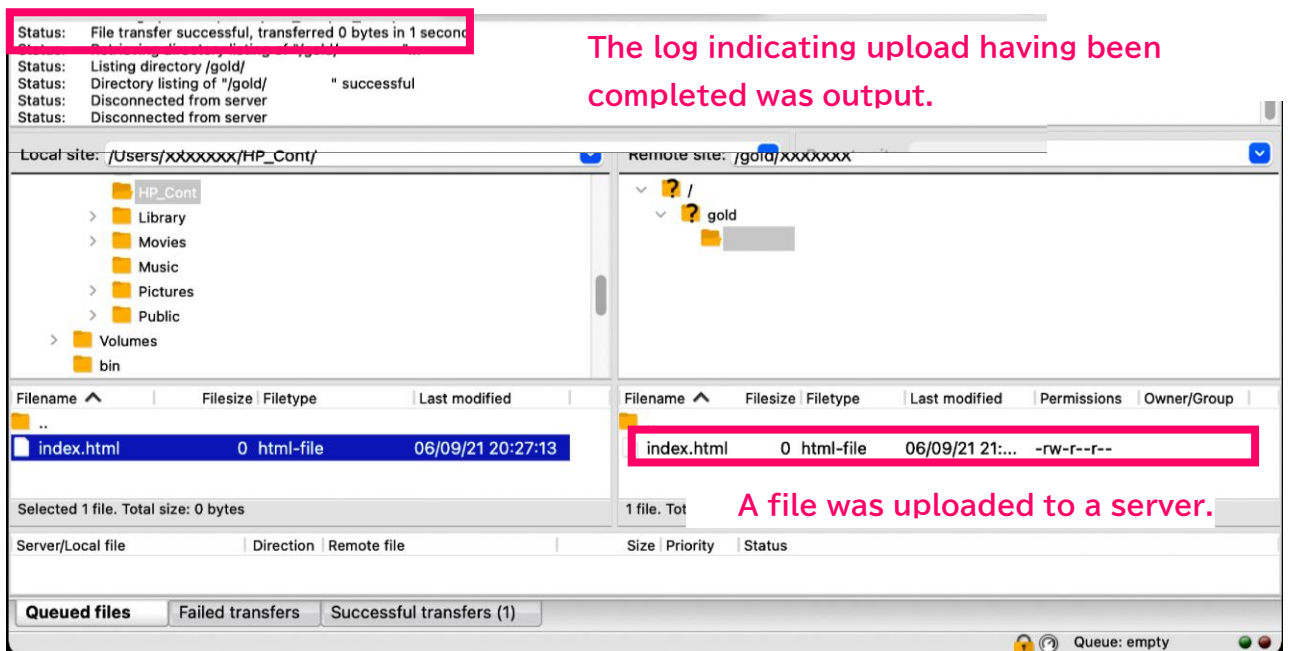 Status: File transfer successful, transferred 0 bytes in 1 second
The log indicating upload having been
completed was output.
Status: Retrieving directory listing of "/gold/ "...
Status: Listing directory /gold/
Status: Directory listing of "/gold/ " successful
Status: Disconnected from server
Status: Disconnected from server
Local site: /Users/xxxxxxx/HP_Cont/
Remote site: /gold/xxxxxxx
HP_Cont
Library
Movies
Music
Pictures
Public
Volumes
bin
/
gold
Filename Filesize Filetype Last modified
..
index.html 0 html-file 06/09/21 20:27:13
Selected 1 file. Total size: 0 bytes
Filename Filesize Filetype Last modified Permissions Owner/Group
..
index.html 0 html-file 06/09/21 21:... -rw-r--r--
1 file. Tot
A file was uploaded to a server.
Server/Local file Direction Remote file Size Priority Status
Queued files Failed transfers Successful transfers (1)
Queue: empty